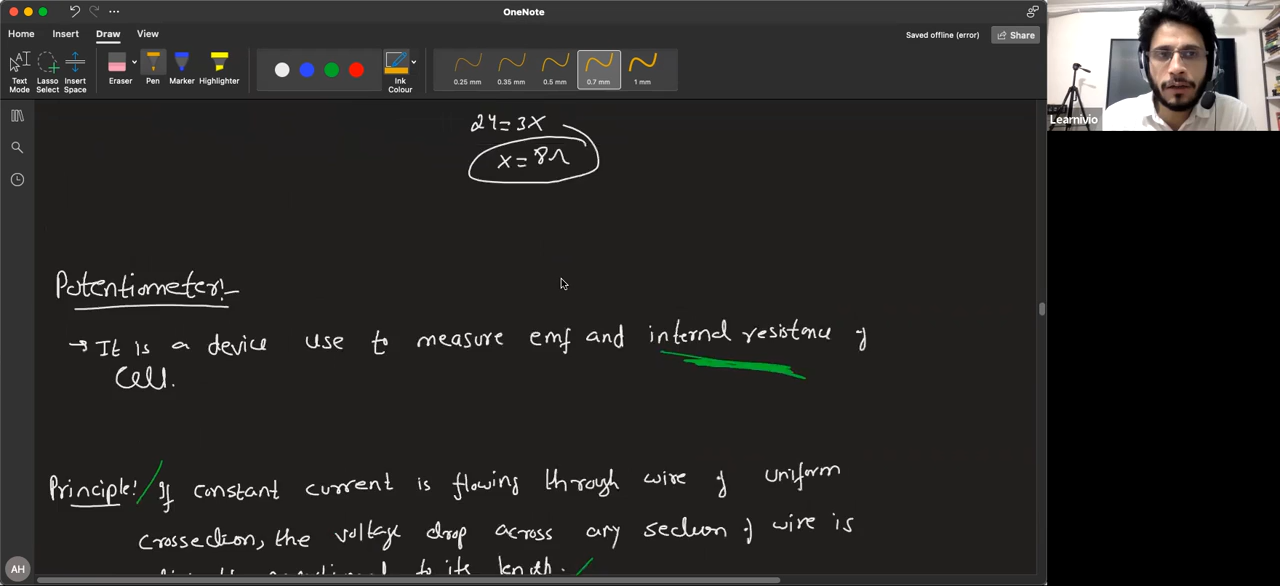 OneNote
Home Insert Draw View
Saved offline (error) Share
Text Mode Lasso Select Insert Space Eraser Pen Marker Highlighter Ink Colour 0.25 mm 0.35 mm 0.5 mm 0.7 mm 1 mm
Learnivio
24=3X
x=8Ω
Potentiometer:-
→ It is a device use to measure emf and internal resistance of
Cell.
Principle: If constant current is flowing through wire of uniform
crossection, the voltage drop across any section of wire is
to its length.
AH